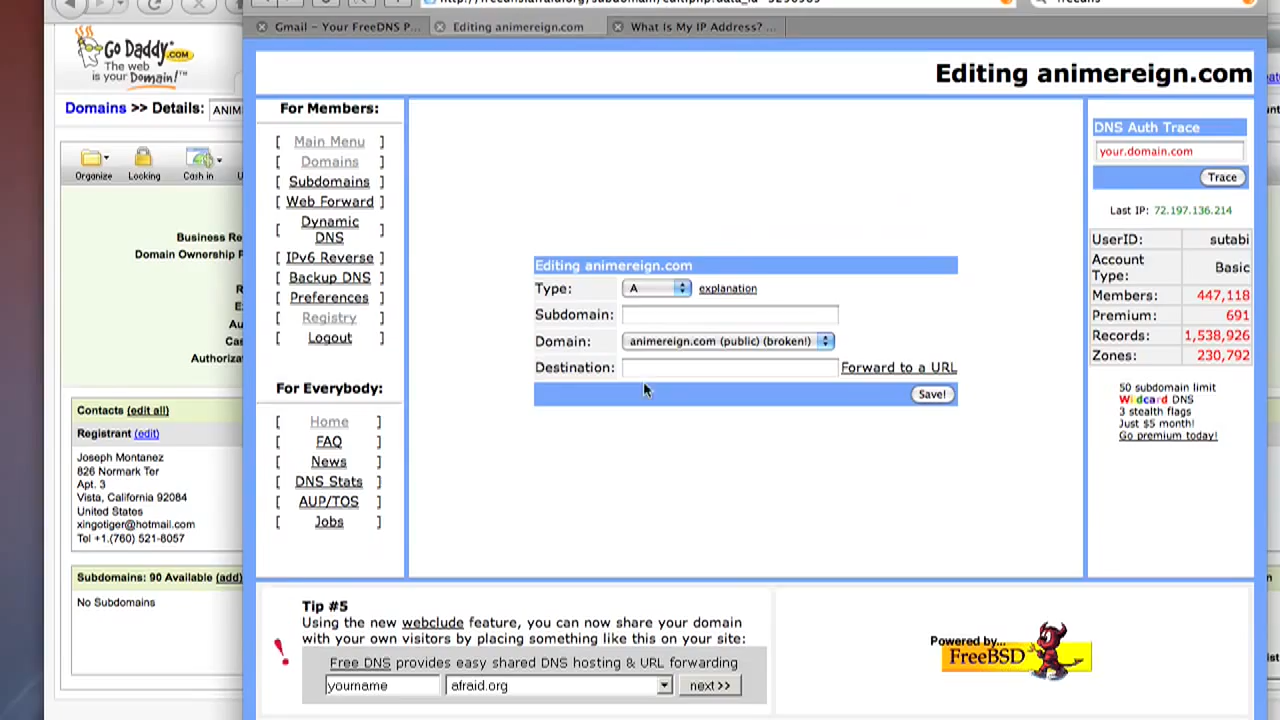 Gmail - Your FreeDNS P...
Editing animereign.com
What Is My IP Address? ...
Go Daddy.COM
The web
is your Domain!™
Domains >> Details:
Organize
Locking
Cash in
Business Re
Domain Ownership
Contacts (edit all)
Registrant (edit)
Joseph Montanez
826 Normark Ter
Apt. 3
Vista, California 92084
United States
xingotiger@hotmail.com
Tel +1.(760) 521-8057
Subdomains: 90 Available (add)
No Subdomains
Editing animereign.com
For Members:
[ Main Menu ]
[ Domains ]
[ Subdomains ]
[ Web Forward ]
[ Dynamic DNS ]
[ IPv6 Reverse ]
[ Backup DNS ]
[ Preferences ]
[ Registry ]
[ Logout ]
For Everybody:
[ Home ]
[ FAQ ]
[ News ]
[ DNS Stats ]
[ AUP/TOS ]
[ Jobs ]
Editing animereign.com
Type: A explanation
Subdomain:
Domain: animereign.com (public) (broken!)
Destination: Forward to a URL
Save!
DNS Auth Trace
your.domain.com
Trace
Last IP: 72.197.136.214
UserID: sutabi
Account Type: Basic
Members: 447,118
Premium: 691
Records: 1,538,926
Zones: 230,792
50 subdomain limit
Wildcard DNS
3 stealth flags
Just $5 month!
Go premium today!
Tip #5
Using the new webclude feature, you can now share your domain
with your own visitors by placing something like this on your site:
Free DNS provides easy shared DNS hosting & URL forwarding
yourname afraid.org next >>
Powered by...
FreeBSD